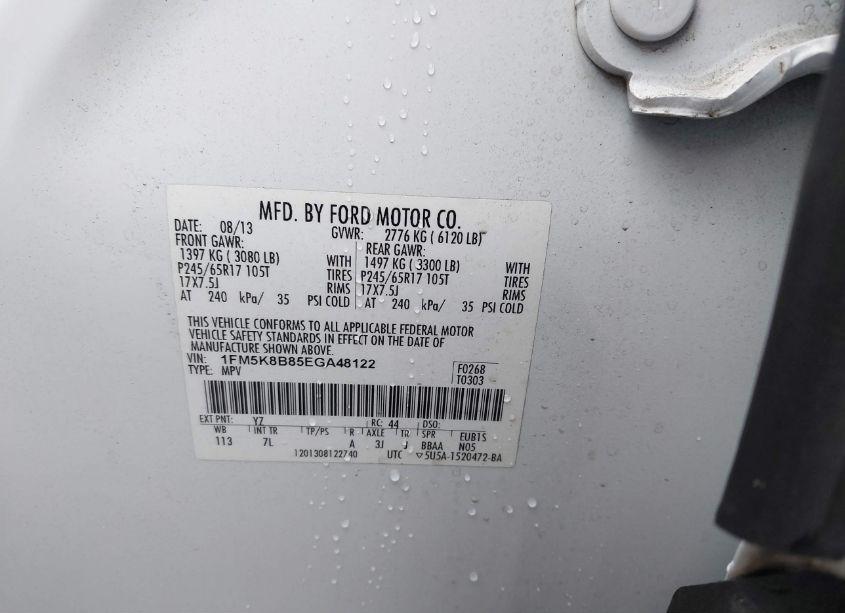 MFD. BY FORD MOTOR CO.
DATE: 08/13 GVWR: 2776 KG ( 6120 LB)
FRONT GAWR: REAR GAWR:
1397 KG ( 3080 LB) WITH 1497 KG ( 3300 LB) WITH
P245/65R17 105T TIRES P245/65R17 105T TIRES
17X7.5J RIMS 17X7.5J RIMS
AT 240 kPa/ 35 PSI COLD AT 240 kPa/ 35 PSI COLD
THIS VEHICLE CONFORMS TO ALL APPLICABLE FEDERAL MOTOR
VEHICLE SAFETY STANDARDS IN EFFECT ON THE DATE OF
MANUFACTURE SHOWN ABOVE.
VIN: 1FM5K8B85EGA48122 F0268
TYPE: MPV T0303
EXT PNT: YZ RC: 44 DSO:
WB INT TR TP/PS R AXLE TR SPR EUB1S
113 7L A 3J J BBAA N05
1201308122740 UTC ▽5U5A-1520472-BA